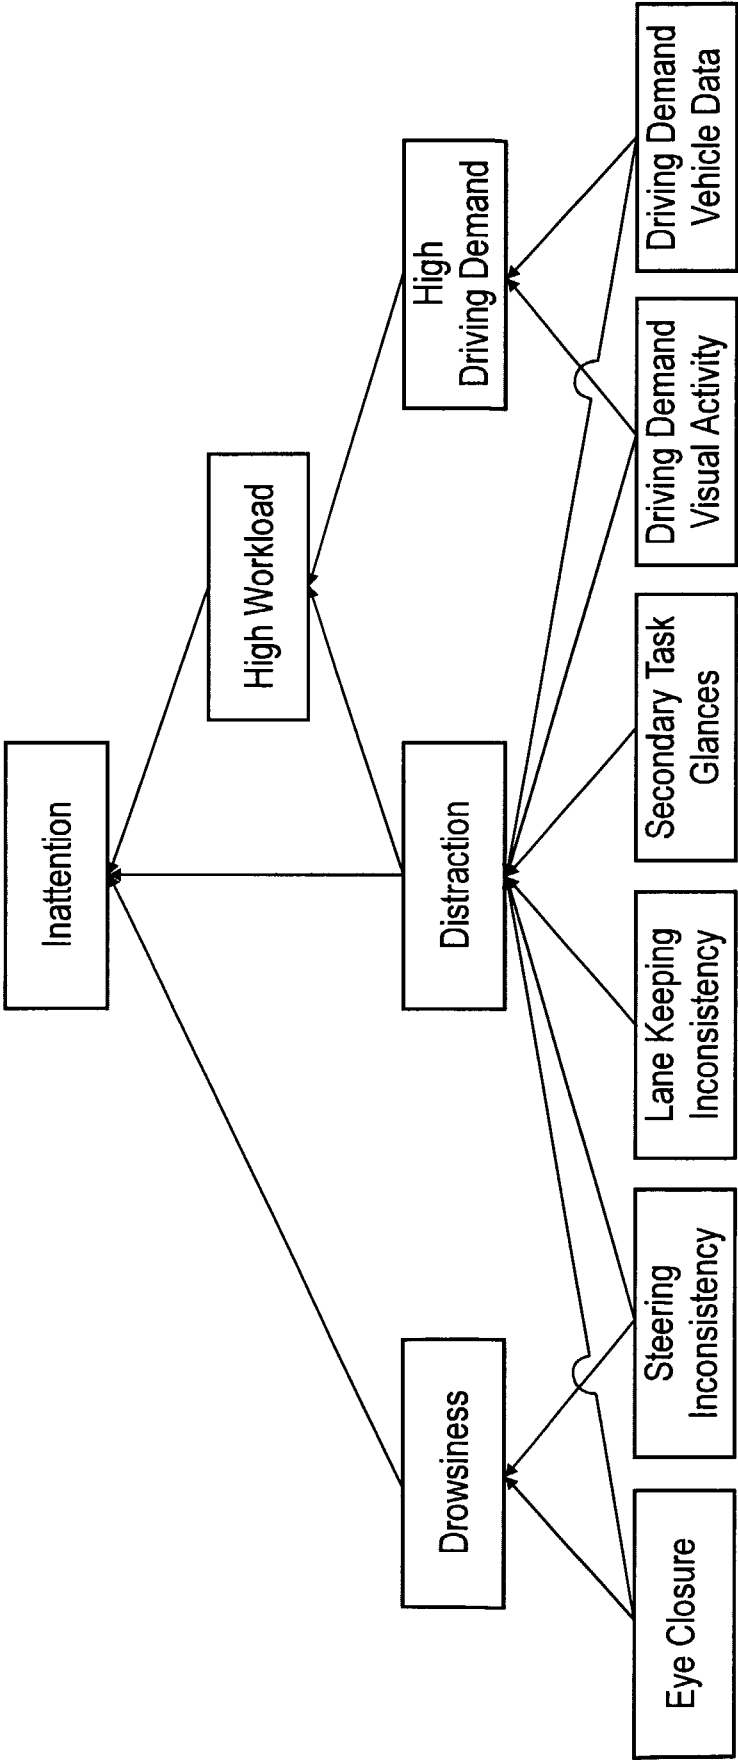 Inattention
High Workload
Drowsiness
Distraction
High
Driving Demand
Eye Closure
Steering
Inconsistency
Lane Keeping
Inconsistency
Secondary Task
Glances
Driving Demand
Visual Activity
Driving Demand
Vehicle Data